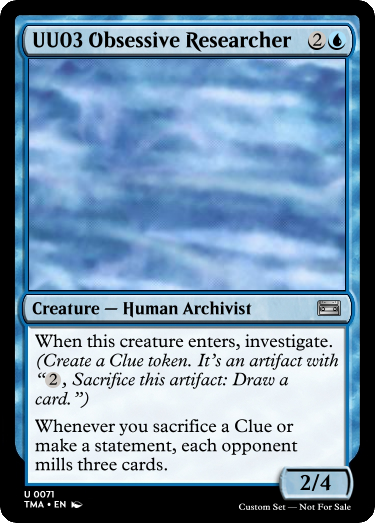 UU03 Obsessive Researcher 2
Creature — Human Archivist
When this creature enters, investigate.
(Create a Clue token. It's an artifact with
“2, Sacrifice this artifact: Draw a
card.”)
Whenever you sacrifice a Clue or
make a statement, each opponent
mills three cards.
2/4
U 0071
TMA • EN
Custom Set — Not For Sale